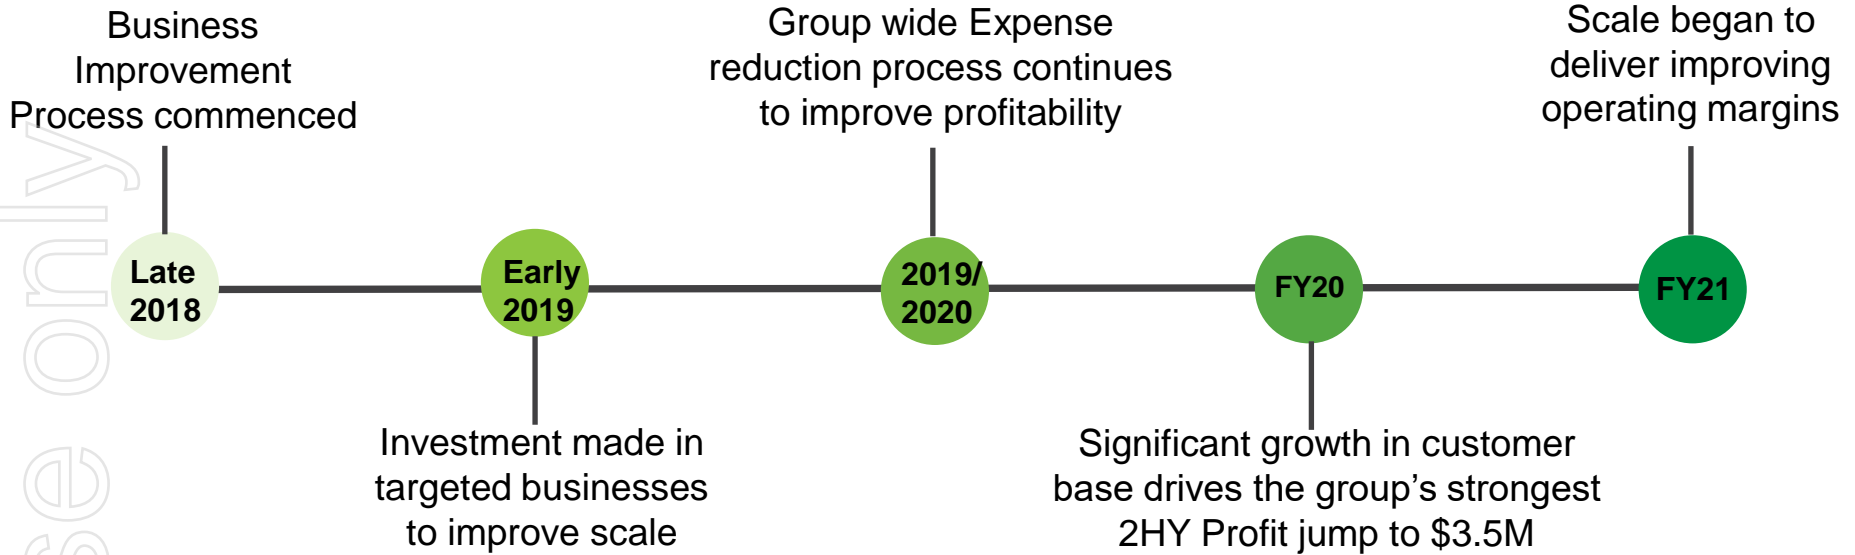 Business
Improvement
Process commenced
Group wide Expense
reduction process continues
to improve profitability
Scale began to
deliver improving
operating margins
Late
2018
Early
2019
2019/
2020
FY20
FY21
Investment made in
targeted businesses
to improve scale
Significant growth in customer
base drives the group's strongest
2HY Profit jump to $3.5M
se only